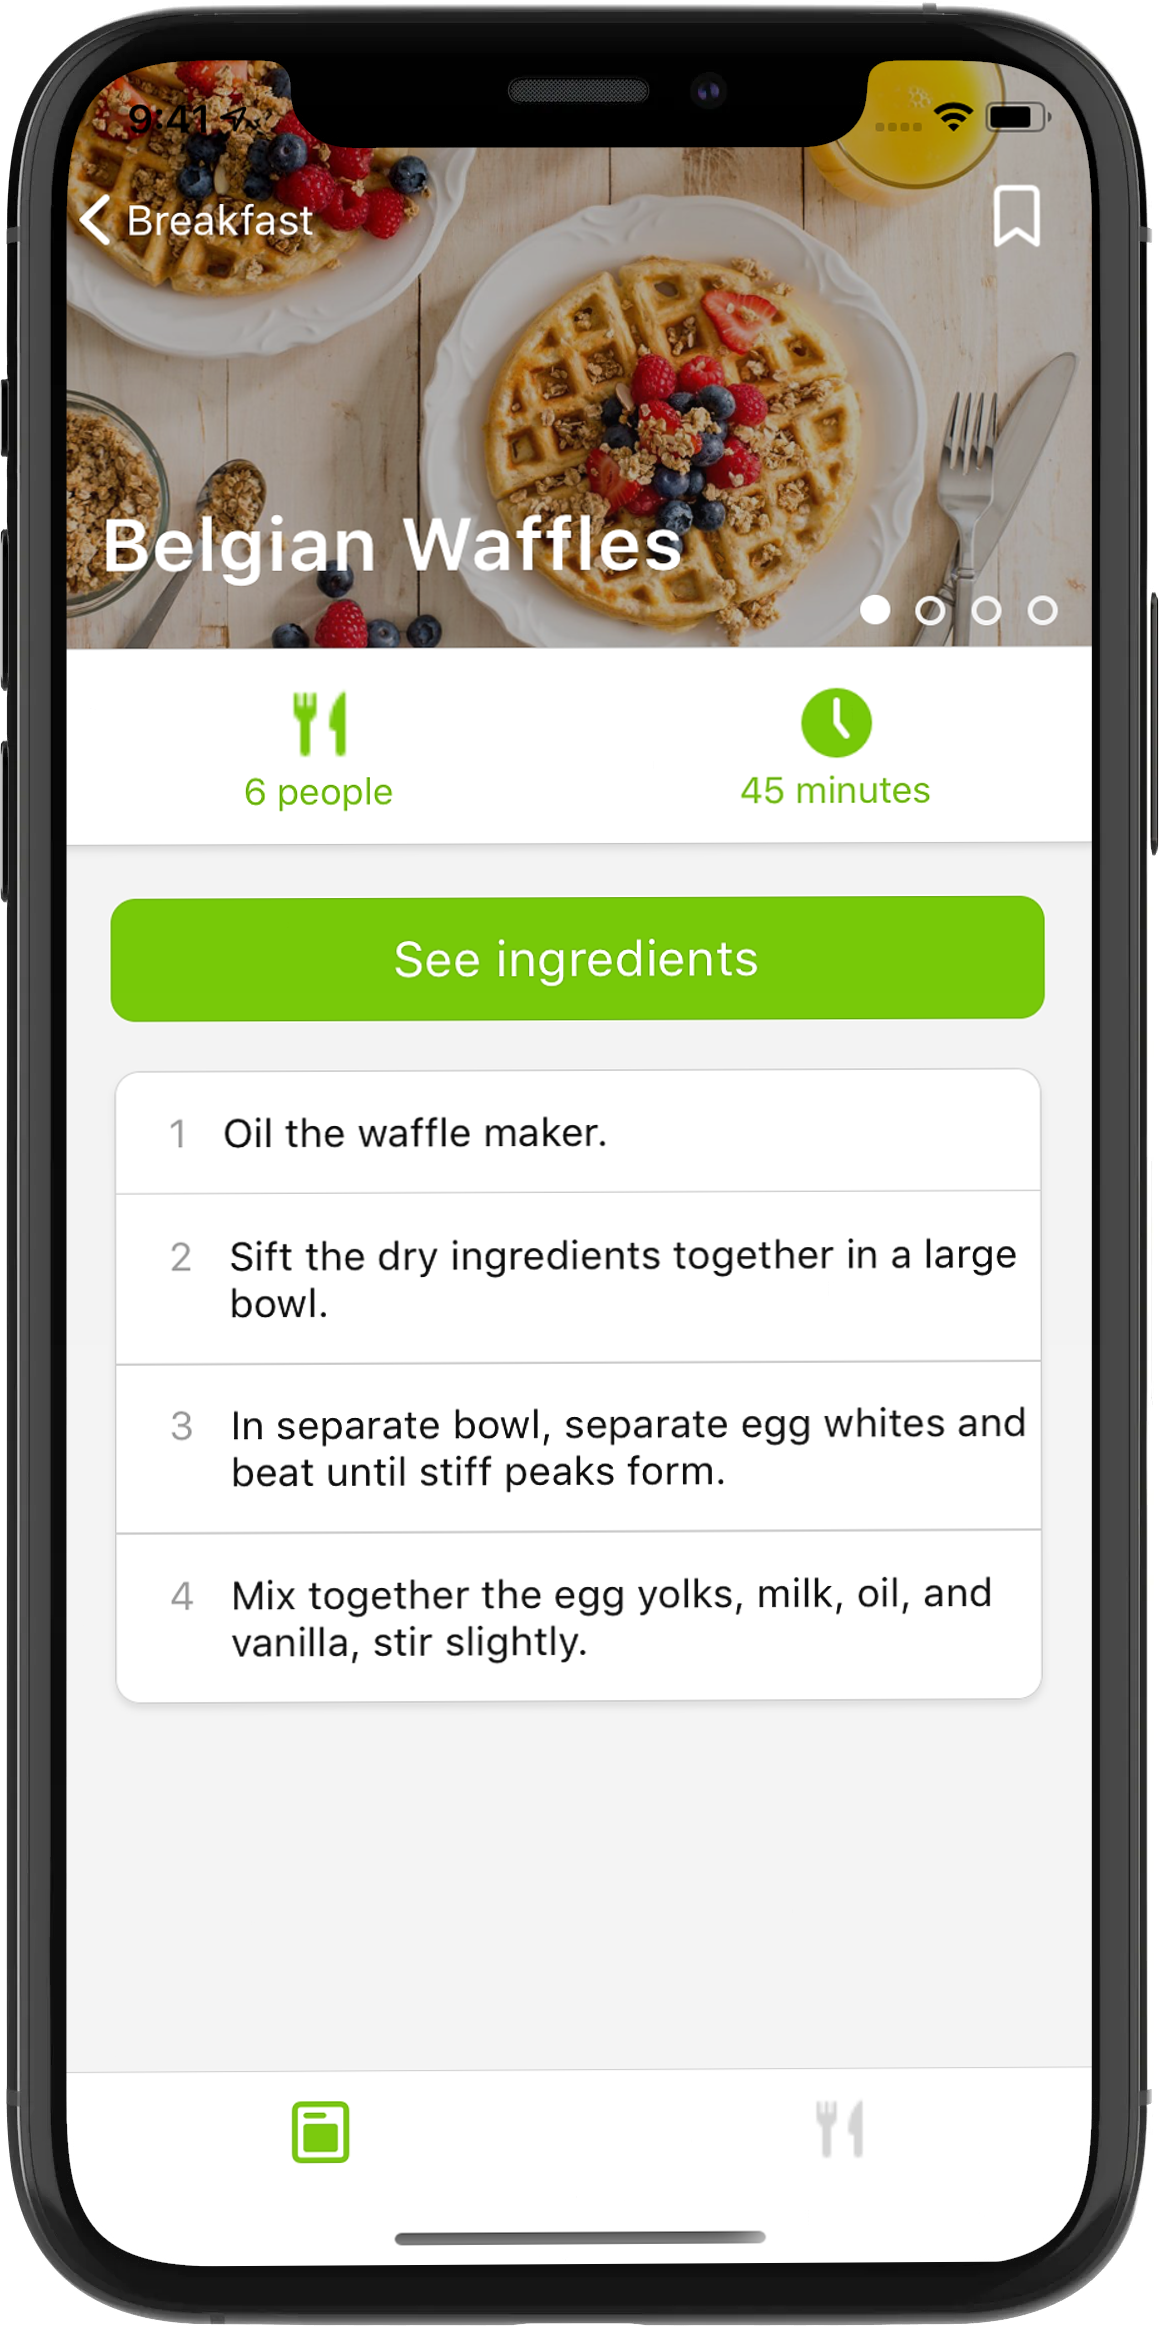 9:41
Breakfast
Belgian Waffles
6 people
45 minutes
See ingredients
1 Oil the waffle maker.
2 Sift the dry ingredients together in a large
bowl.
3 In separate bowl, separate egg whites and
beat until stiff peaks form.
4 Mix together the egg yolks, milk, oil, and
vanilla, stir slightly.